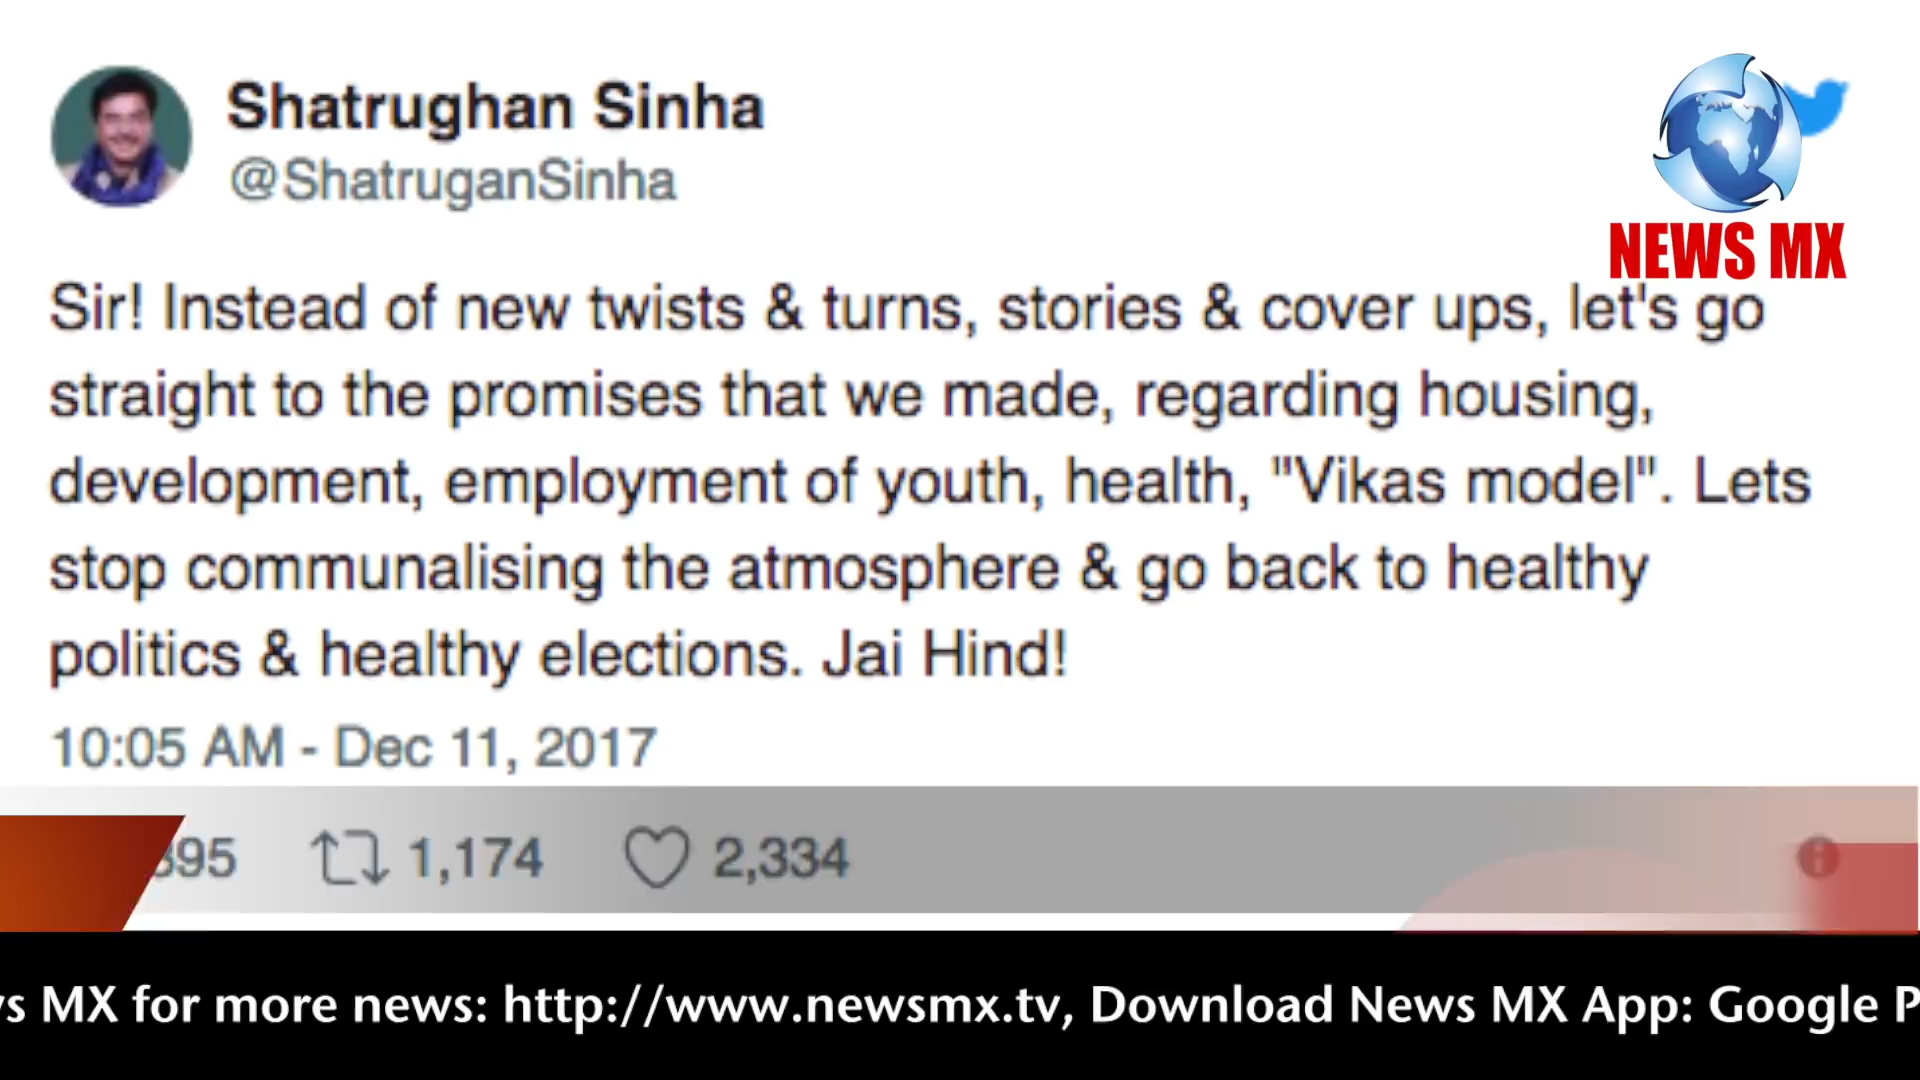 Shatrughan Sinha
@ShatruganSinha
NEWS MX
Sir! Instead of new twists & turns, stories & cover ups, let's go
straight to the promises that we made, regarding housing,
development, employment of youth, health, "Vikas model". Lets
stop communalising the atmosphere & go back to healthy
politics & healthy elections. Jai Hind!
10:05 AM - Dec 11, 2017
1,174 2,334
MX for more news: http://www.newsmx.tv, Download News MX App: Google